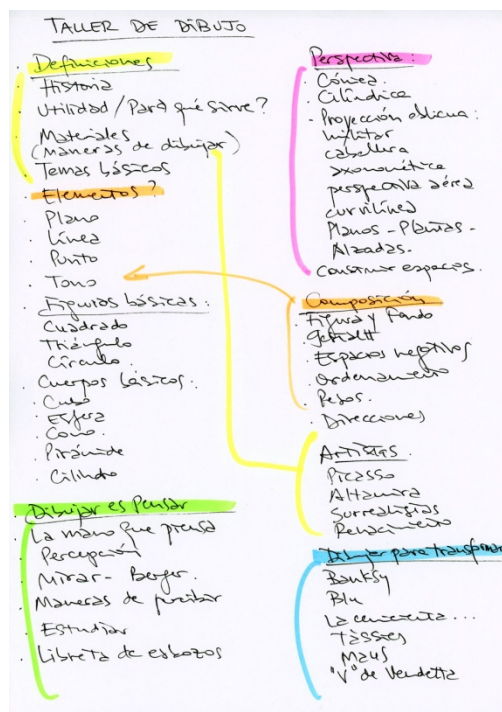 TALLER DE DIBUJO
. Definiciones
. Historia
. Utilidad / Para qué sirve?
. Materiales
(maneras de dibujar)
. Temas básicos
. Elementos?
. Plano
. Línea
. Punto
. Tono
. Figuras básicas:
. Cuadrado
. Triángulo
. Círculo
. Cuerpos básicos:
. Cubo
. Esfera
. Cono
. Pirámide
. Cilindro
. Dibujar es Pensar
. La mano que piensa
. Percepción
. Mirar - Berger.
. Maneras de percibir
. Estudiar
. Libreta de esbozos
Perspectiva:
. Cónica
. Cilíndrica
- Proyección oblicua:
militar
caballera
axonométrica
perspectiva aérea
curvilínea
Planos - Plantas -
Alzadas.
. Construir espacios.
. Composición
. Figura y Fondo
. Gestalt
. Espacios negativos
. Ordenamiento
. Pesos.
. Direcciones
. Artistas.
Picasso
Altamira
Surrealistas
Renacimiento
. Dibujar para transformar
Banksy
Blu
La cenicienta ...
Tàssies
Maus
"V" de Vendetta